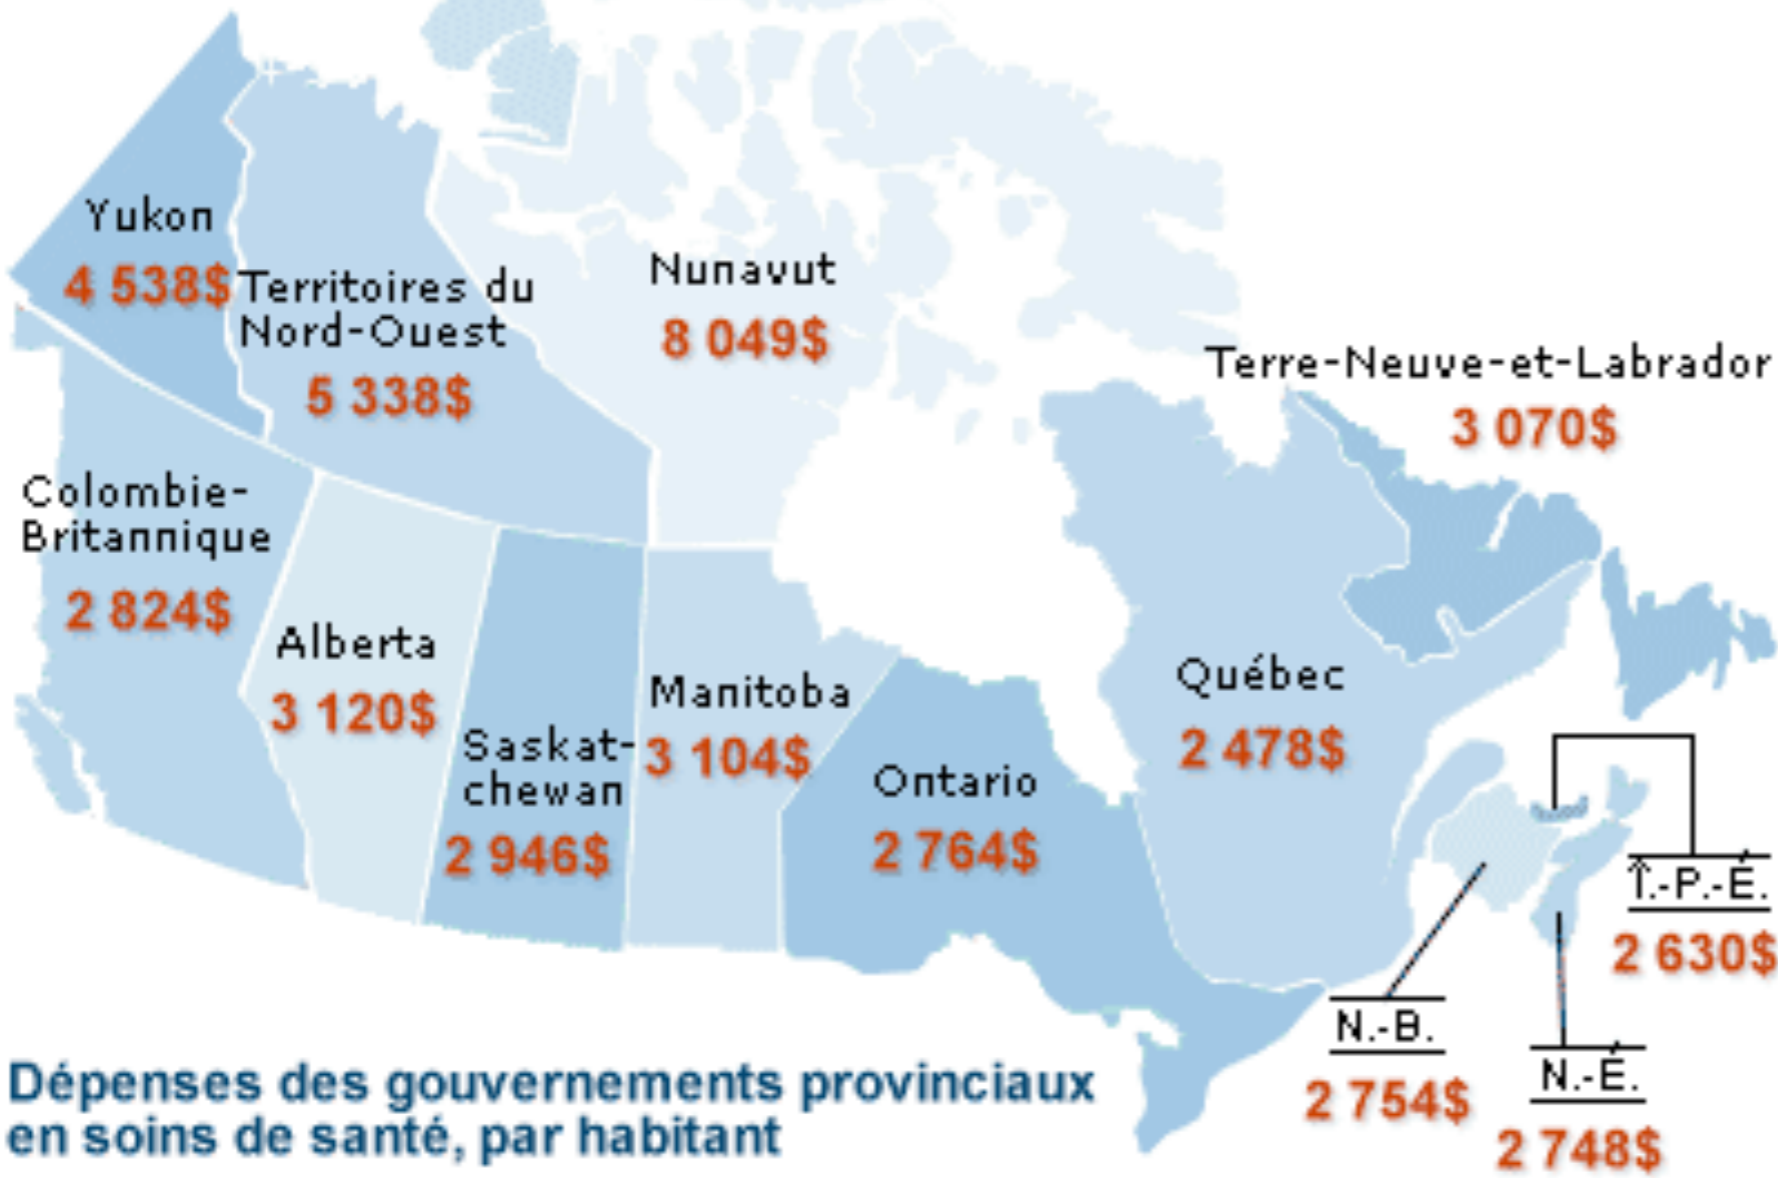 Yukon
4 538$
Territoires du
Nord-Ouest
5 338$
Nunavut
8 049$
Terre-Neuve-et-Labrador
3 070$
Colombie-
Britannique
2 824$
Alberta
3 120$
Saskat-
chewan
2 946$
Manitoba
3 104$
Ontario
2 764$
Québec
2 478$
Î.-P.-É.
2 630$
N.-B.
2 754$
N.-É.
2 748$
Dépenses des gouvernements provinciaux
en soins de santé, par habitant